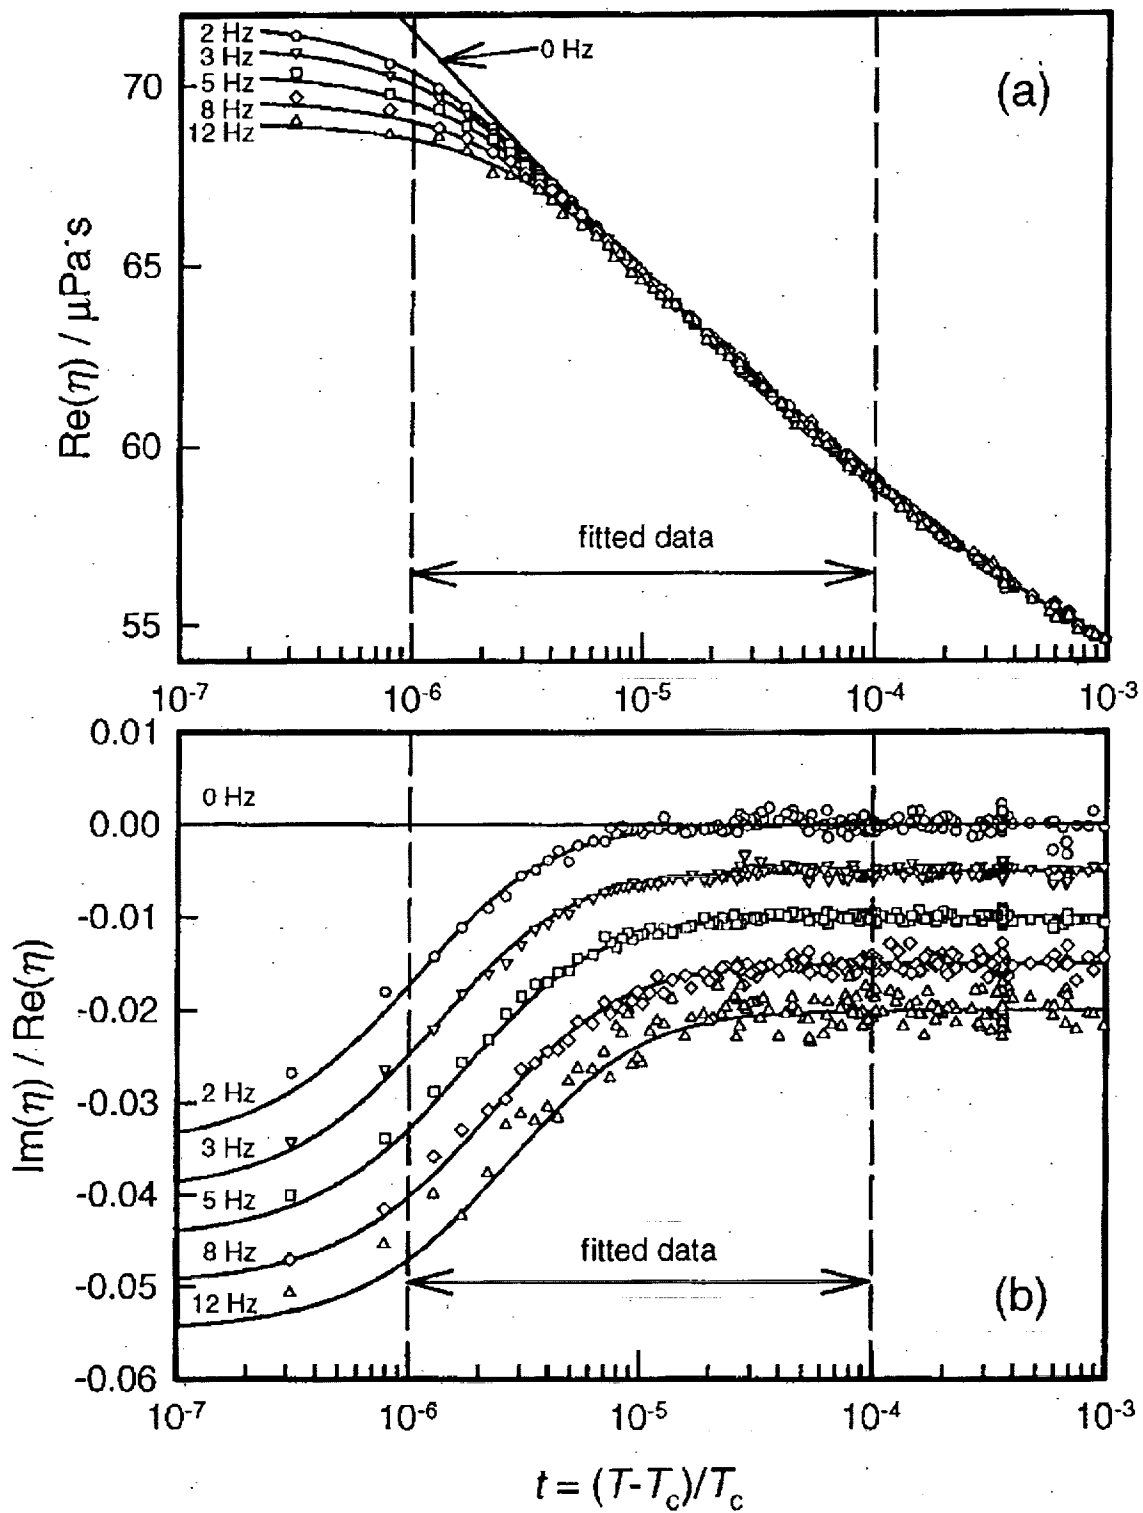 2 Hz
3 Hz
5 Hz
8 Hz
12 Hz
0 Hz
(a)
70
65
60
55
Re(η) / μPa·s
fitted data
10-7
10-6
10-5
10-4
10-3
0.01
0.00
-0.01
-0.02
-0.03
-0.04
-0.05
-0.06
Im(η) / Re(η)
0 Hz
2 Hz
3 Hz
5 Hz
8 Hz
12 Hz
fitted data
(b)
10-7
10-6
10-5
10-4
10-3
t = (T-Tc)/Tc